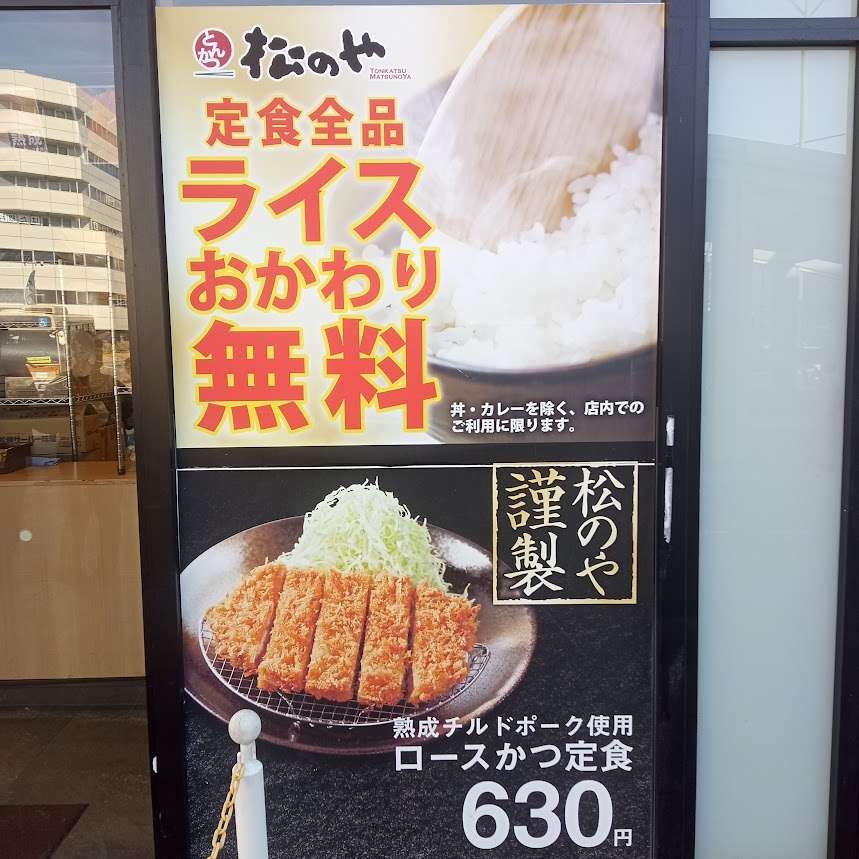 とんかつ
松のや
TONKATSU
MATSUNOYA
定食全品
ライス
おかわり
無料
丼・カレーを除く、店内での
ご利用に限ります。
松のや
謹製
熟成チルドポーク使用
ロースかつ定食
630円